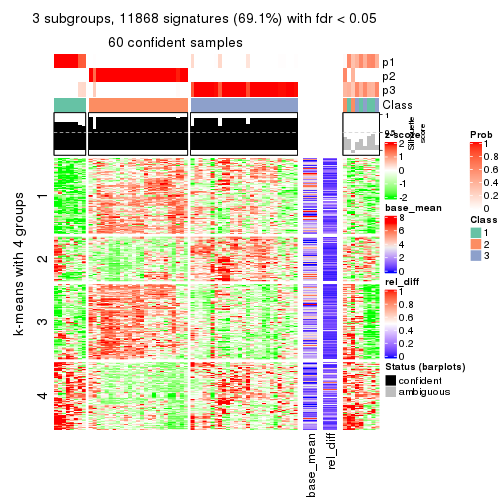 3 subgroups, 11868 signatures (69.1%) with fdr < 0.05
60 confident samples
p1
p2
p3
Class
1
0.5
Silhouette
score
z-score
2
1
0
-1
-2
Prob
1
0.8
0.6
0.4
0.2
0
base_mean
8
6
4
2
0
Class
1
2
3
rel_diff
1
0.8
0.6
0.4
0.2
0
Status (barplots)
confident
ambiguous
k-means with 4 groups
1
2
3
4
base_mean
rel_diff